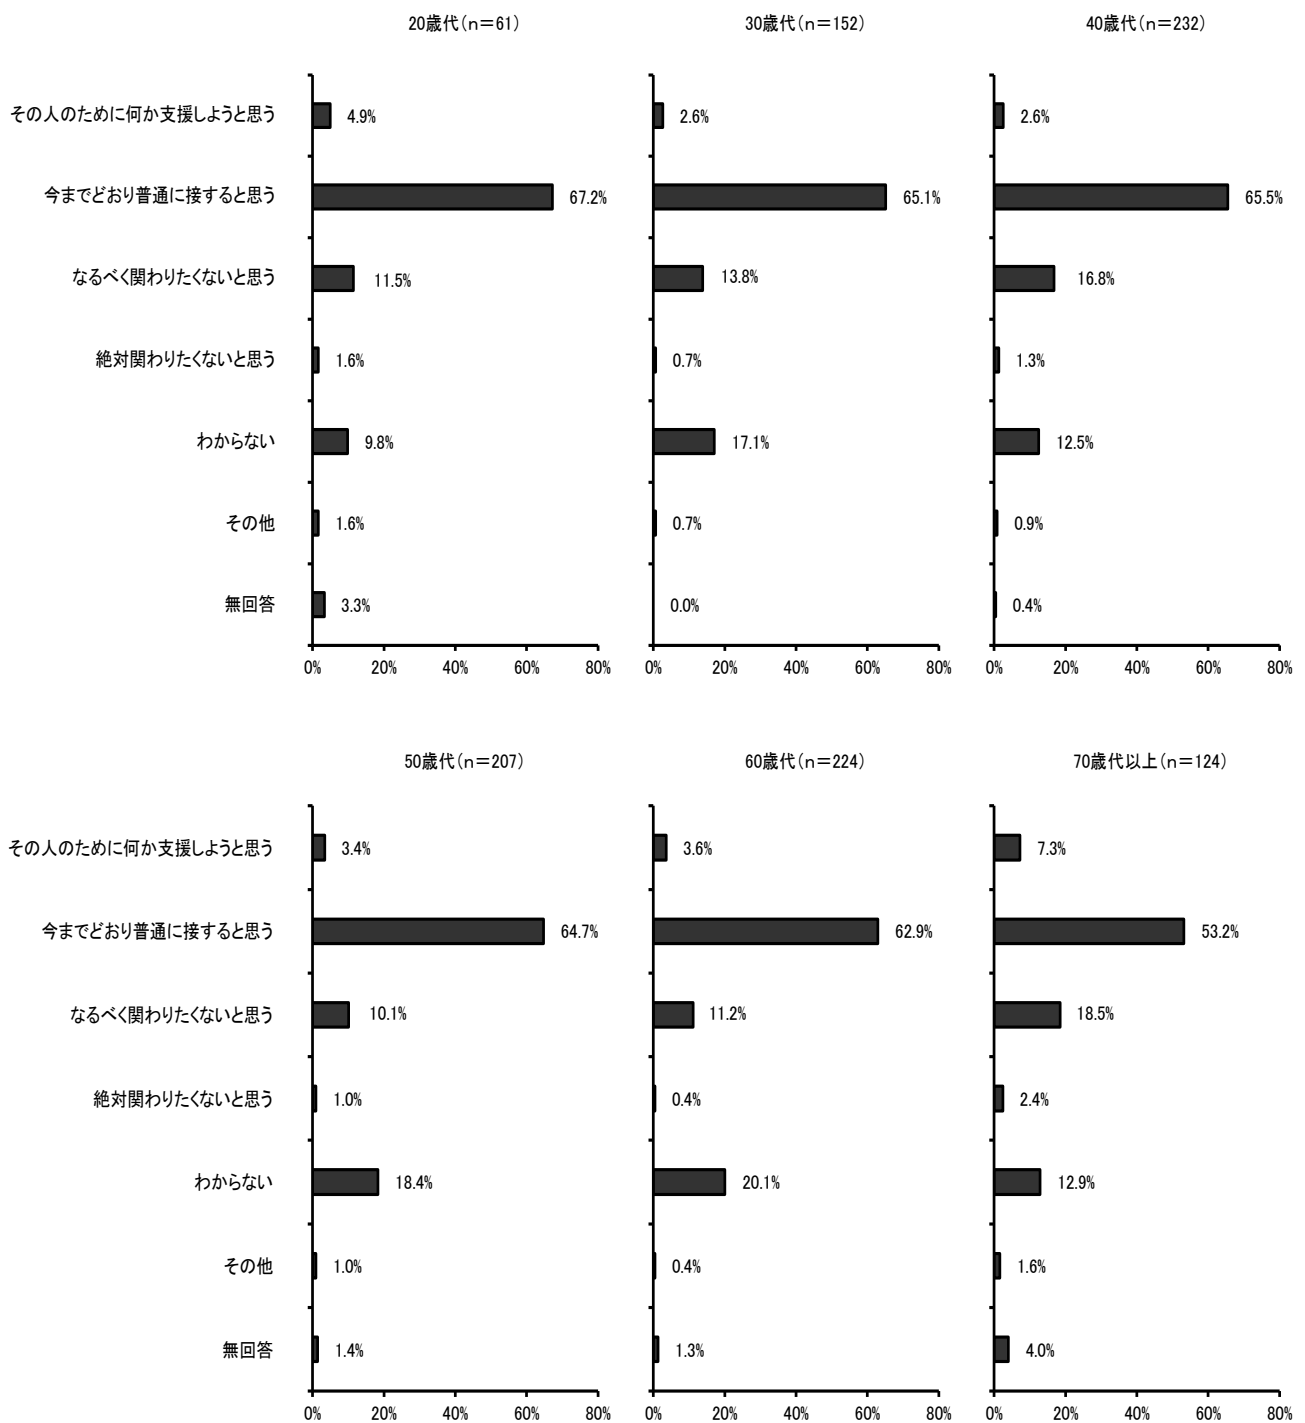 20歳代(n＝61)
30歳代(n＝152)
40歳代(n＝232)
その人のために何か支援しようと思う 4.9% 2.6% 2.6%
今までどおり普通に接すると思う 67.2% 65.1% 65.5%
なるべく関わりたくないと思う 11.5% 13.8% 16.8%
絶対関わりたくないと思う 1.6% 0.7% 1.3%
わからない 9.8% 17.1% 12.5%
その他 1.6% 0.7% 0.9%
無回答 3.3% 0.0% 0.4%
0% 20% 40% 60% 80% 0% 20% 40% 60% 80% 0% 20% 40% 60% 80%
50歳代(n＝207)
60歳代(n＝224)
70歳代以上(n＝124)
その人のために何か支援しようと思う 3.4% 3.6% 7.3%
今までどおり普通に接すると思う 64.7% 62.9% 53.2%
なるべく関わりたくないと思う 10.1% 11.2% 18.5%
絶対関わりたくないと思う 1.0% 0.4% 2.4%
わからない 18.4% 20.1% 12.9%
その他 1.0% 0.4% 1.6%
無回答 1.4% 1.3% 4.0%
0% 20% 40% 60% 80% 0% 20% 40% 60% 80% 0% 20% 40% 60% 80%